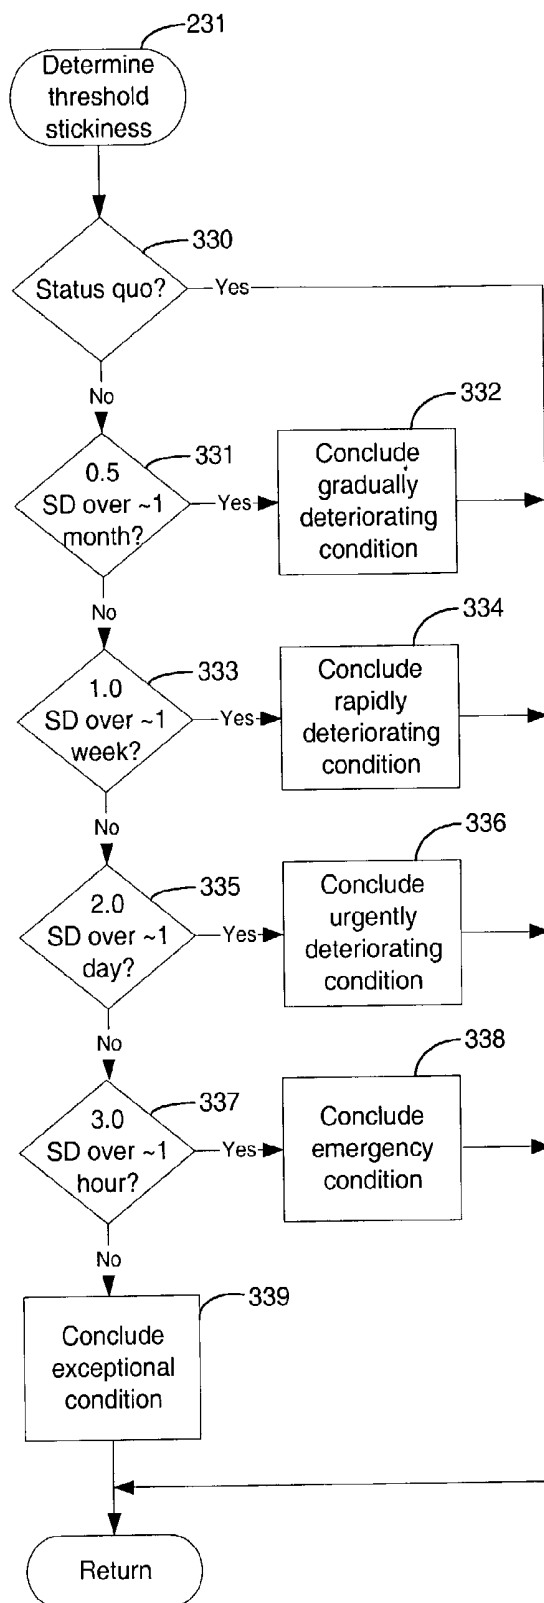 231
Determine
threshold
stickiness
330
Status quo?
Yes
No
332
331
0.5
SD over ~1
month?
Yes
Conclude
gradually
deteriorating
condition
No
334
333
1.0
SD over ~1
week?
Yes
Conclude
rapidly
deteriorating
condition
No
336
335
2.0
SD over ~1
day?
Yes
Conclude
urgently
deteriorating
condition
No
338
337
3.0
SD over ~1
hour?
Yes
Conclude
emergency
condition
No
339
Conclude
exceptional
condition
Return